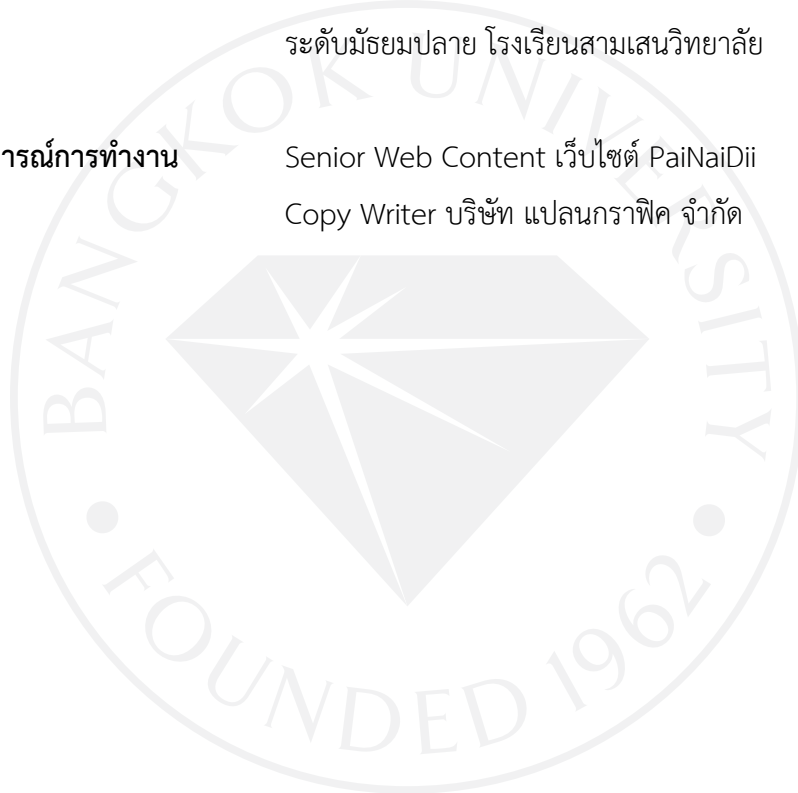 ระดับมัธยมปลาย โรงเรียนสามเสนวิทยาลัย
ารณ์การทำงาน Senior Web Content เว็บไซต์ PaiNaiDii
Copy Writer บริษัท แปลนกราฟิค จำกัด
BANGKOK UNIVERSITY
FOUNDED 1962